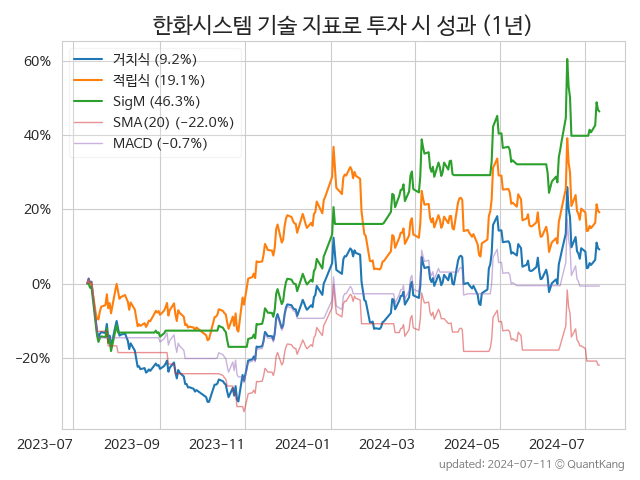 한화시스템 기술 지표로 투자 시 성과 (1년)
거치식 (9.2%)
적립식 (19.1%)
SigM (46.3%)
SMA(20) (−22.0%)
MACD (−0.7%)
60%
40%
20%
0%
−20%
2023-07 2023-09 2023-11 2024-01 2024-03 2024-05 2024-07
updated: 2024-07-11 © QuantKang